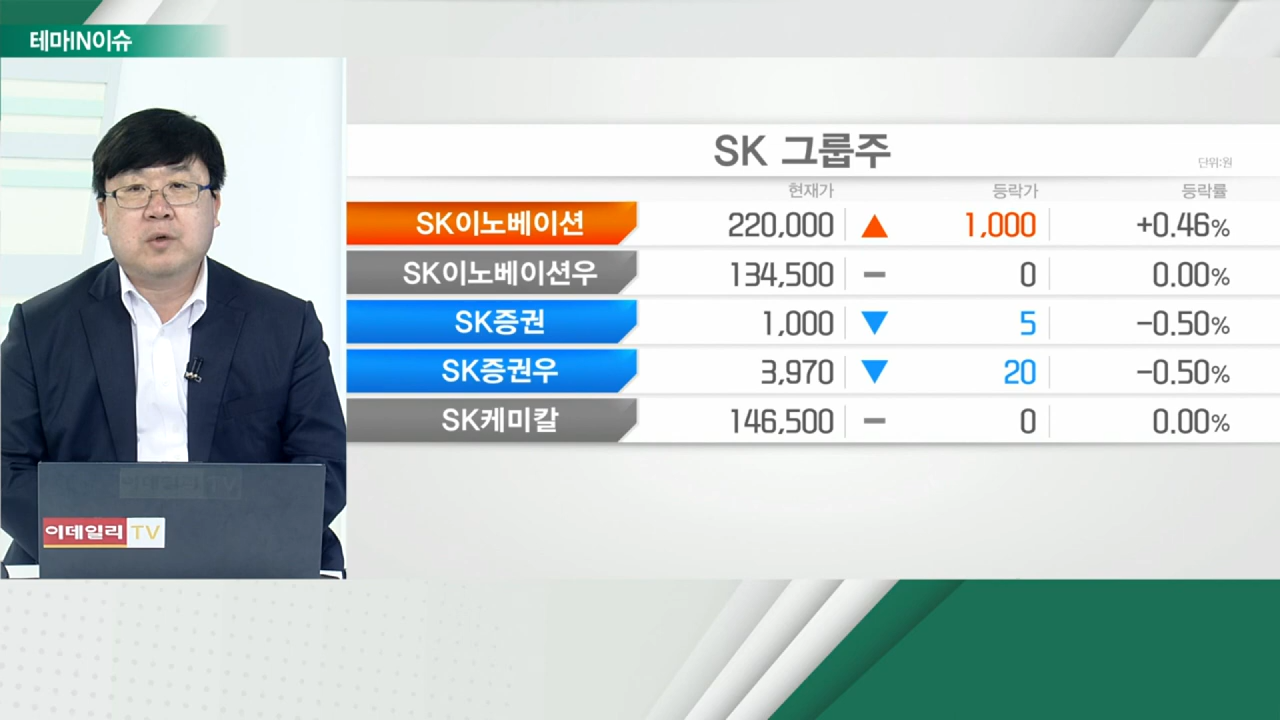 테마IN이슈
SK 그룹주
단위:원
현재가 등락가 등락률
SK이노베이션 220,000 ▲ 1,000 +0.46%
SK이노베이션우 134,500 − 0 0.00%
SK증권 1,000 ▼ 5 −0.50%
SK증권우 3,970 ▼ 20 −0.50%
SK케미칼 146,500 − 0 0.00%
이데일리TV